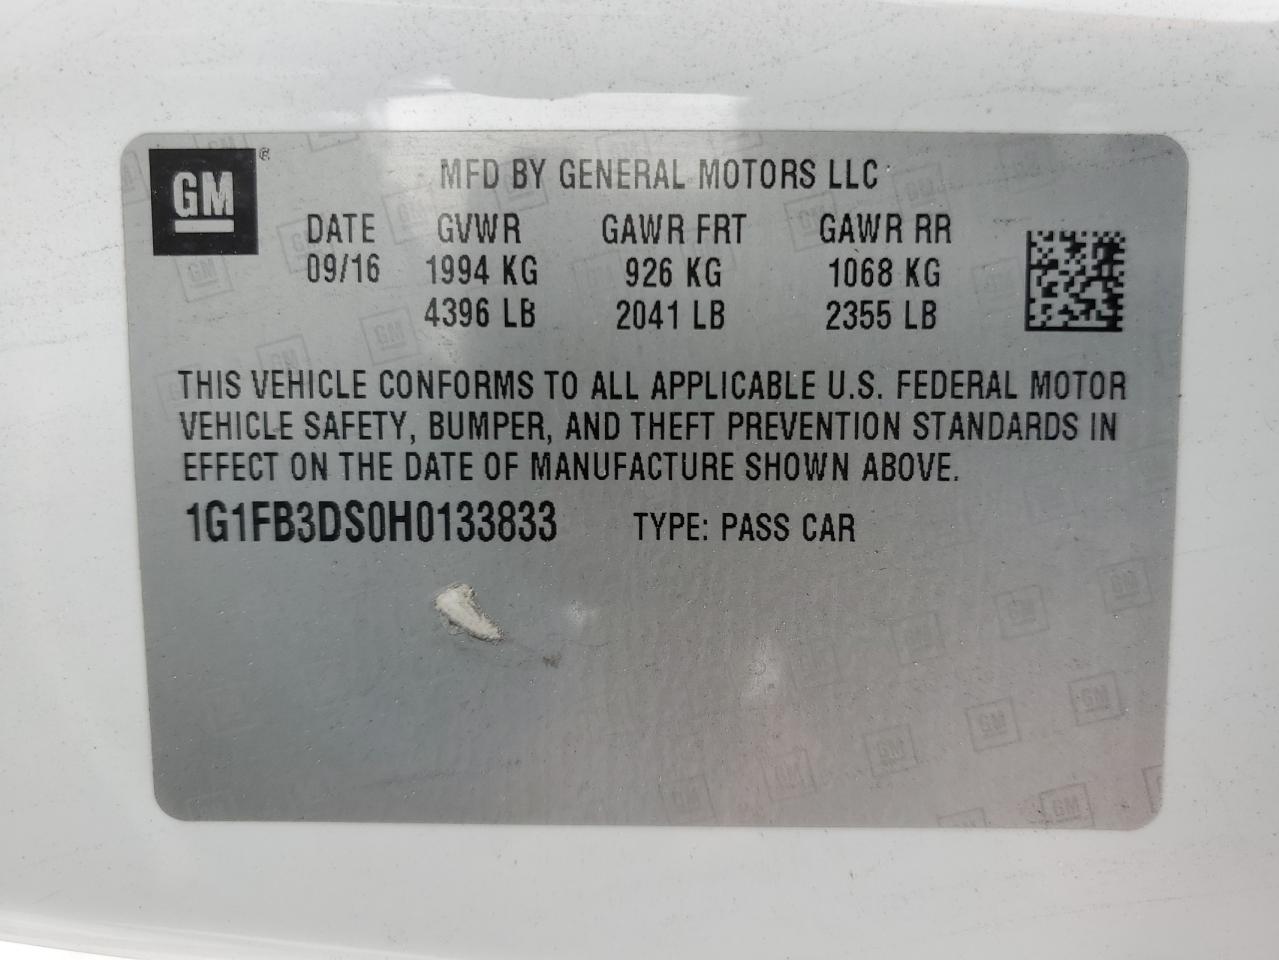 GM ®
MFD BY GENERAL MOTORS LLC
DATE GVWR GAWR FRT GAWR RR
09/16 1994 KG 926 KG 1068 KG
4396 LB 2041 LB 2355 LB
THIS VEHICLE CONFORMS TO ALL APPLICABLE U.S. FEDERAL MOTOR
VEHICLE SAFETY, BUMPER, AND THEFT PREVENTION STANDARDS IN
EFFECT ON THE DATE OF MANUFACTURE SHOWN ABOVE.
1G1FB3DS0H0133833 TYPE: PASS CAR